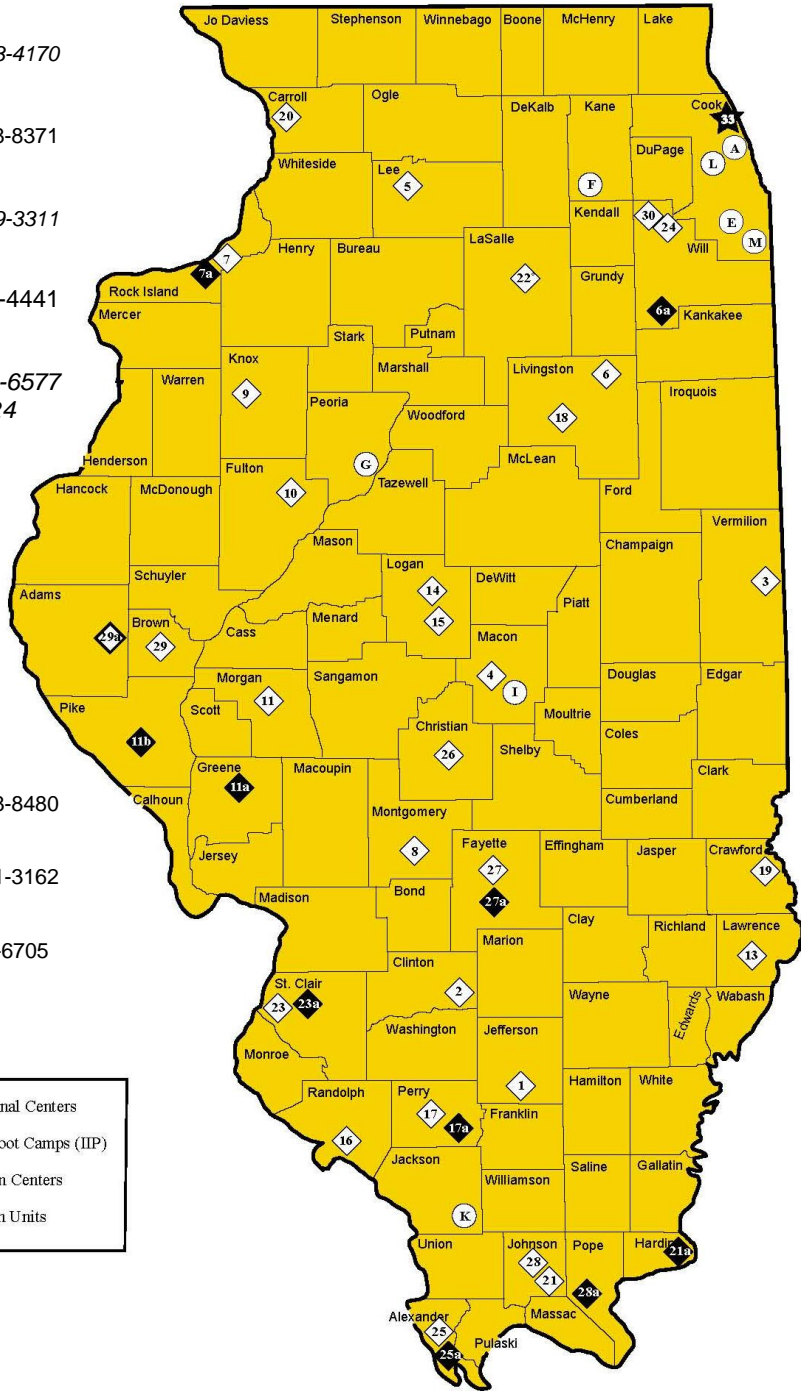 Jo Daviess
Stephenson
Winnebago
Boone
McHenry
Lake
3-4170
Carroll
20
Ogle
DeKalb
Kane
Cook
33
A
L
3-8371
DuPage
Whiteside
Lee
5
F
9-3311
Kendall
30
24
E
M
Will
LaSalle
Henry
Bureau
7
7a
22
Grundy
Rock Island
-4441
Mercer
6a
Kankakee
Putnam
Stark
Knox
9
Marshall
Livingston
6
18
-6577
24
Warren
Peoria
Iroquois
Woodford
Henderson
Fulton
10
G
McLean
Hancock
McDonough
Tazewell
Ford
Vermilion
3
Mason
Champaign
Logan
14
15
DeWitt
Schuyler
Adams
29a
Piatt
Brown
29
Cass
Menard
Macon
4
I
Morgan
11
Sangamon
Douglas
Edgar
Pike
11b
Scott
Moultrie
Christian
26
Coles
Shelby
Greene
11a
Macoupin
Clark
3-8480
Calhoun
Cumberland
Montgomery
8
Fayette
27
27a
Effingham
Jasper
Crawford
19
Jersey
1-3162
Madison
Bond
Clay
Richland
Lawrence
13
Marion
-6705
Clinton
2
St. Clair
23
23a
Wayne
Edwards
Wabash
Washington
Jefferson
1
Monroe
Hamilton
White
Randolph
16
Perry
17
17a
nal Centers
Franklin
oot Camps (IIP)
Jackson
K
Saline
Gallatin
n Centers
Williamson
n Units
Union
Johnson
28
21
Pope
28a
Hardin
21a
Alexander
25
25a
Massac
Pulaski